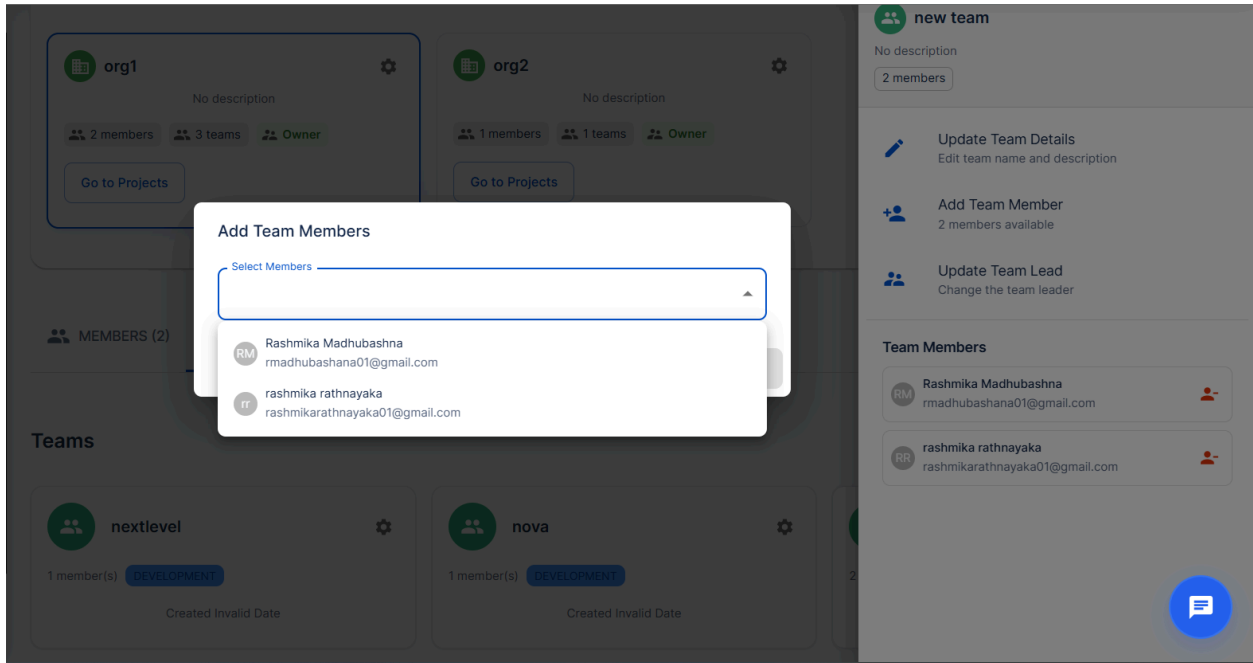 org1
No description
2 members 3 teams Owner
Go to Projects
org2
No description
1 members 1 teams Owner
Go to Projects
MEMBERS (2)
Teams
nextlevel
1 member(s) DEVELOPMENT
Created Invalid Date
nova
1 member(s) DEVELOPMENT
Created Invalid Date
2
Add Team Members
Select Members
RM
Rashmika Madhubashna
rmadhubashana01@gmail.com
rr
rashmika rathnayaka
rashmikarathnayaka01@gmail.com
new team
No description
2 members
Update Team Details
Edit team name and description
Add Team Member
2 members available
Update Team Lead
Change the team leader
Team Members
RM
Rashmika Madhubashna
rmadhubashana01@gmail.com
RR
rashmika rathnayaka
rashmikarathnayaka01@gmail.com